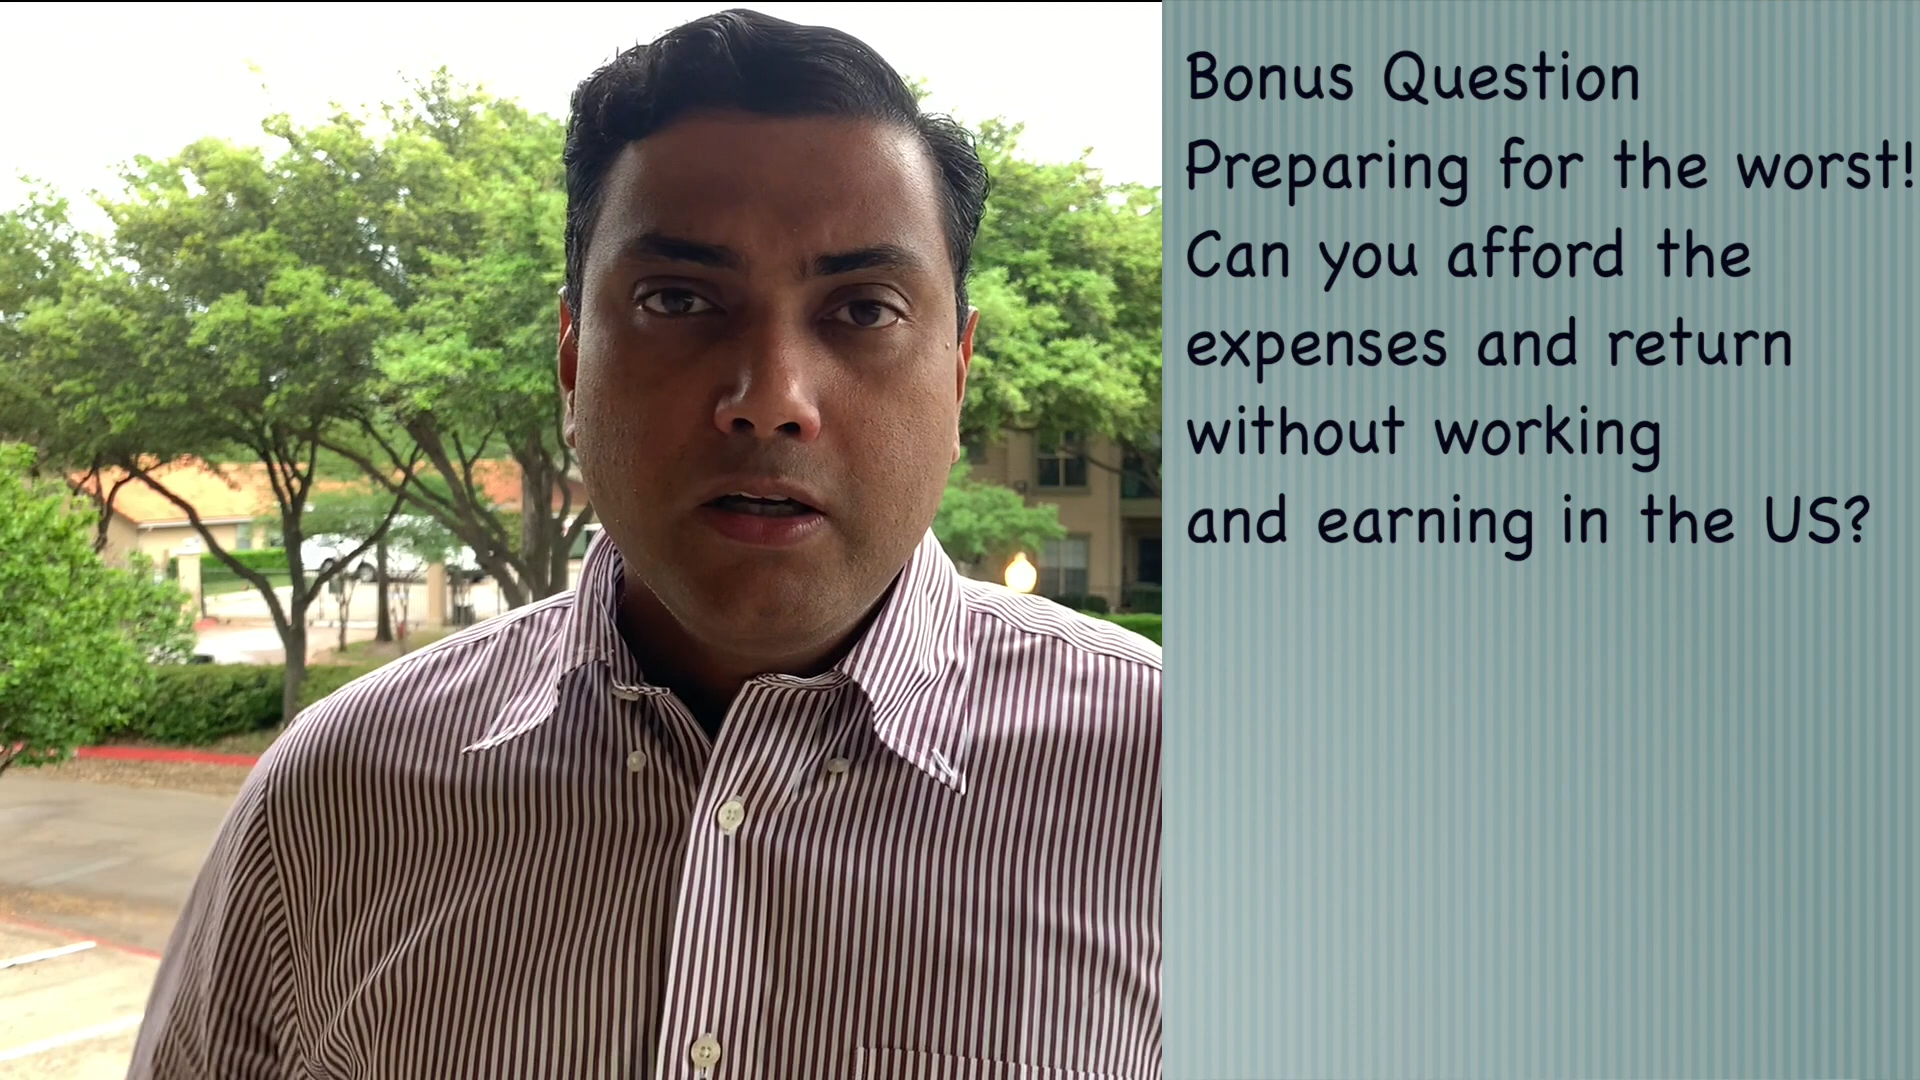 Bonus Question
Preparing for the worst!
Can you afford the
expenses and return
without working
and earning in the US?